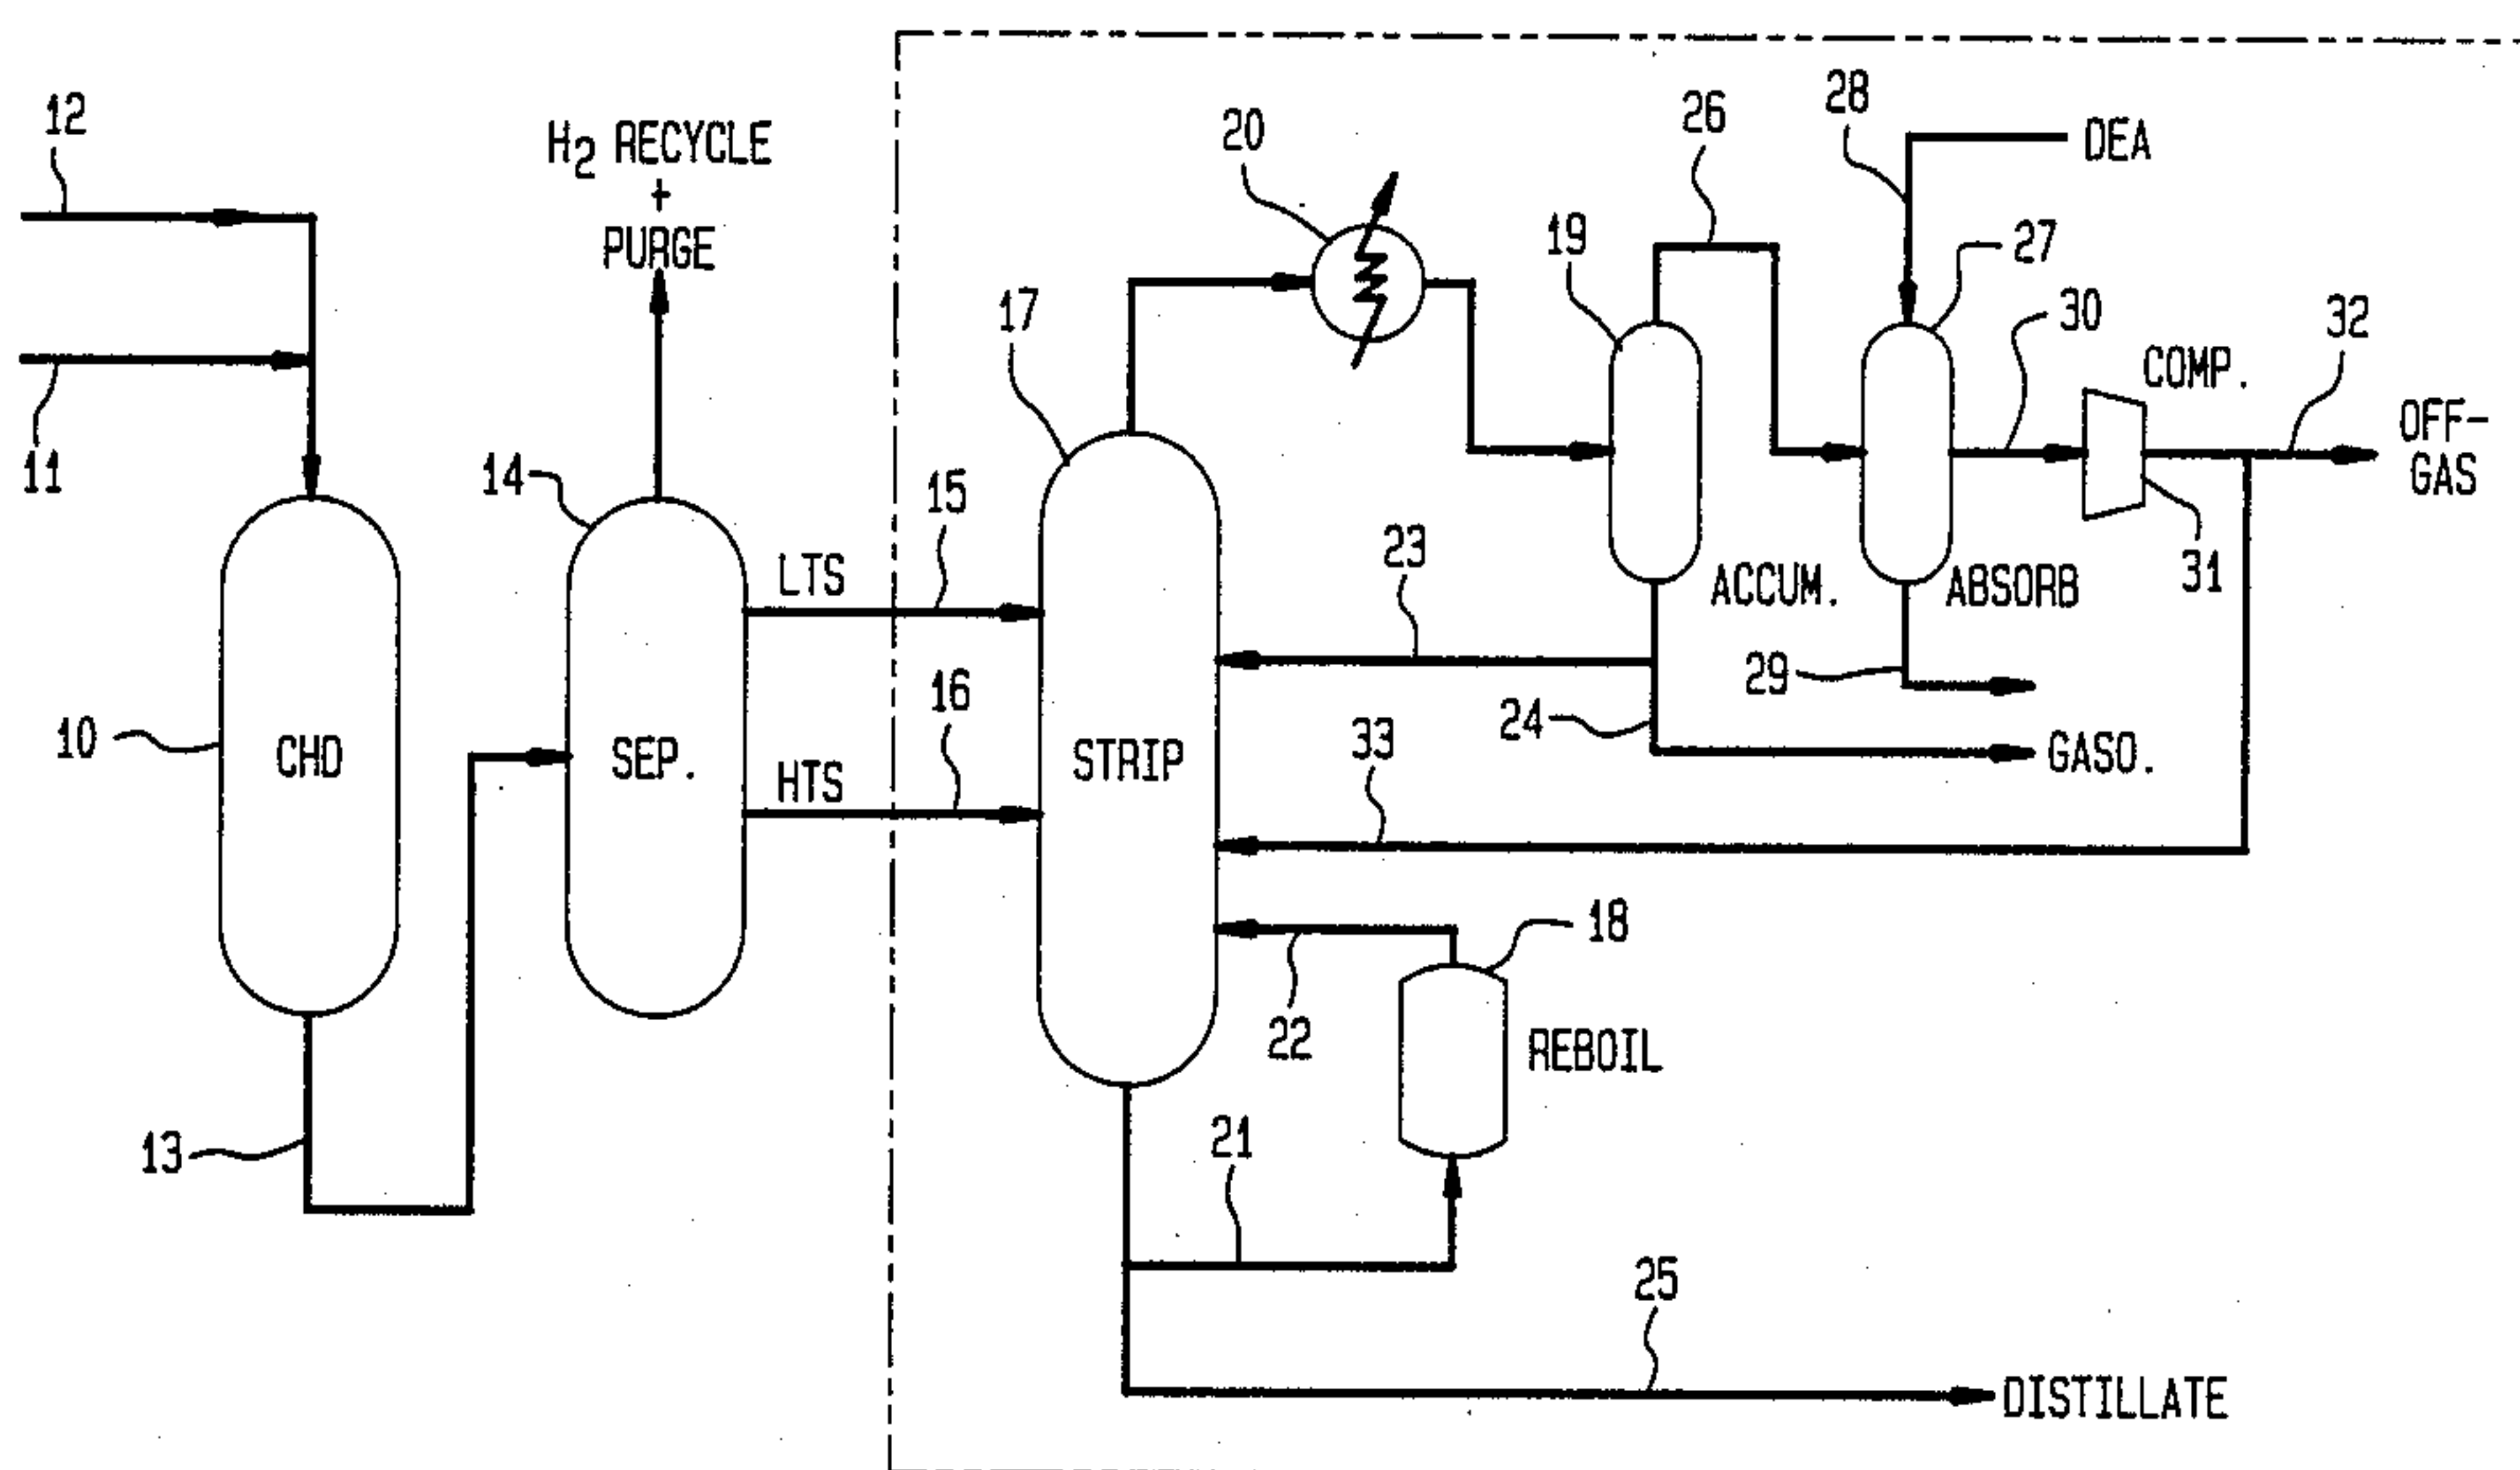 12
H2 RECYCLE
+
PURGE
11
10
CHD
13
14
SEP.
LTS
15
HTS
16
17
STRIP
20
19
26
28
DEA
27
30
COMP.
32
OFF-
GAS
31
ACCUM.
ABSORB
23
29
24
GASO.
33
18
22
REBOIL
21
25
DISTILLATE